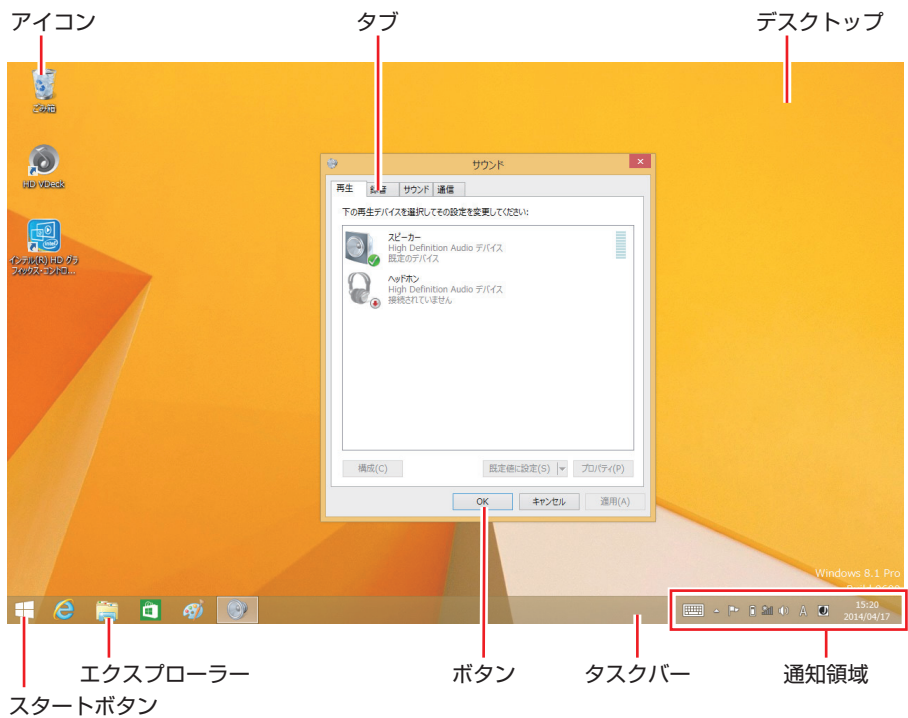 アイコン
タブ
デスクトップ
ごみ箱
HD VDeck
インテル(R) HD グラ
フィックス・コントロ...
サウンド
再生
サウンド
通信
下の再生デバイスを選択してその設定を変更してください:
スピーカー
High Definition Audio デバイス
既定のデバイス
ヘッドホン
High Definition Audio デバイス
接続されていません
構成(C)
既定値に設定(S)
プロパティ(P)
OK
キャンセル
適用(A)
Windows 8.1 Pro
A
15:20
2014/04/17
エクスプローラー
ボタン
タスクバー
通知領域
スタートボタン